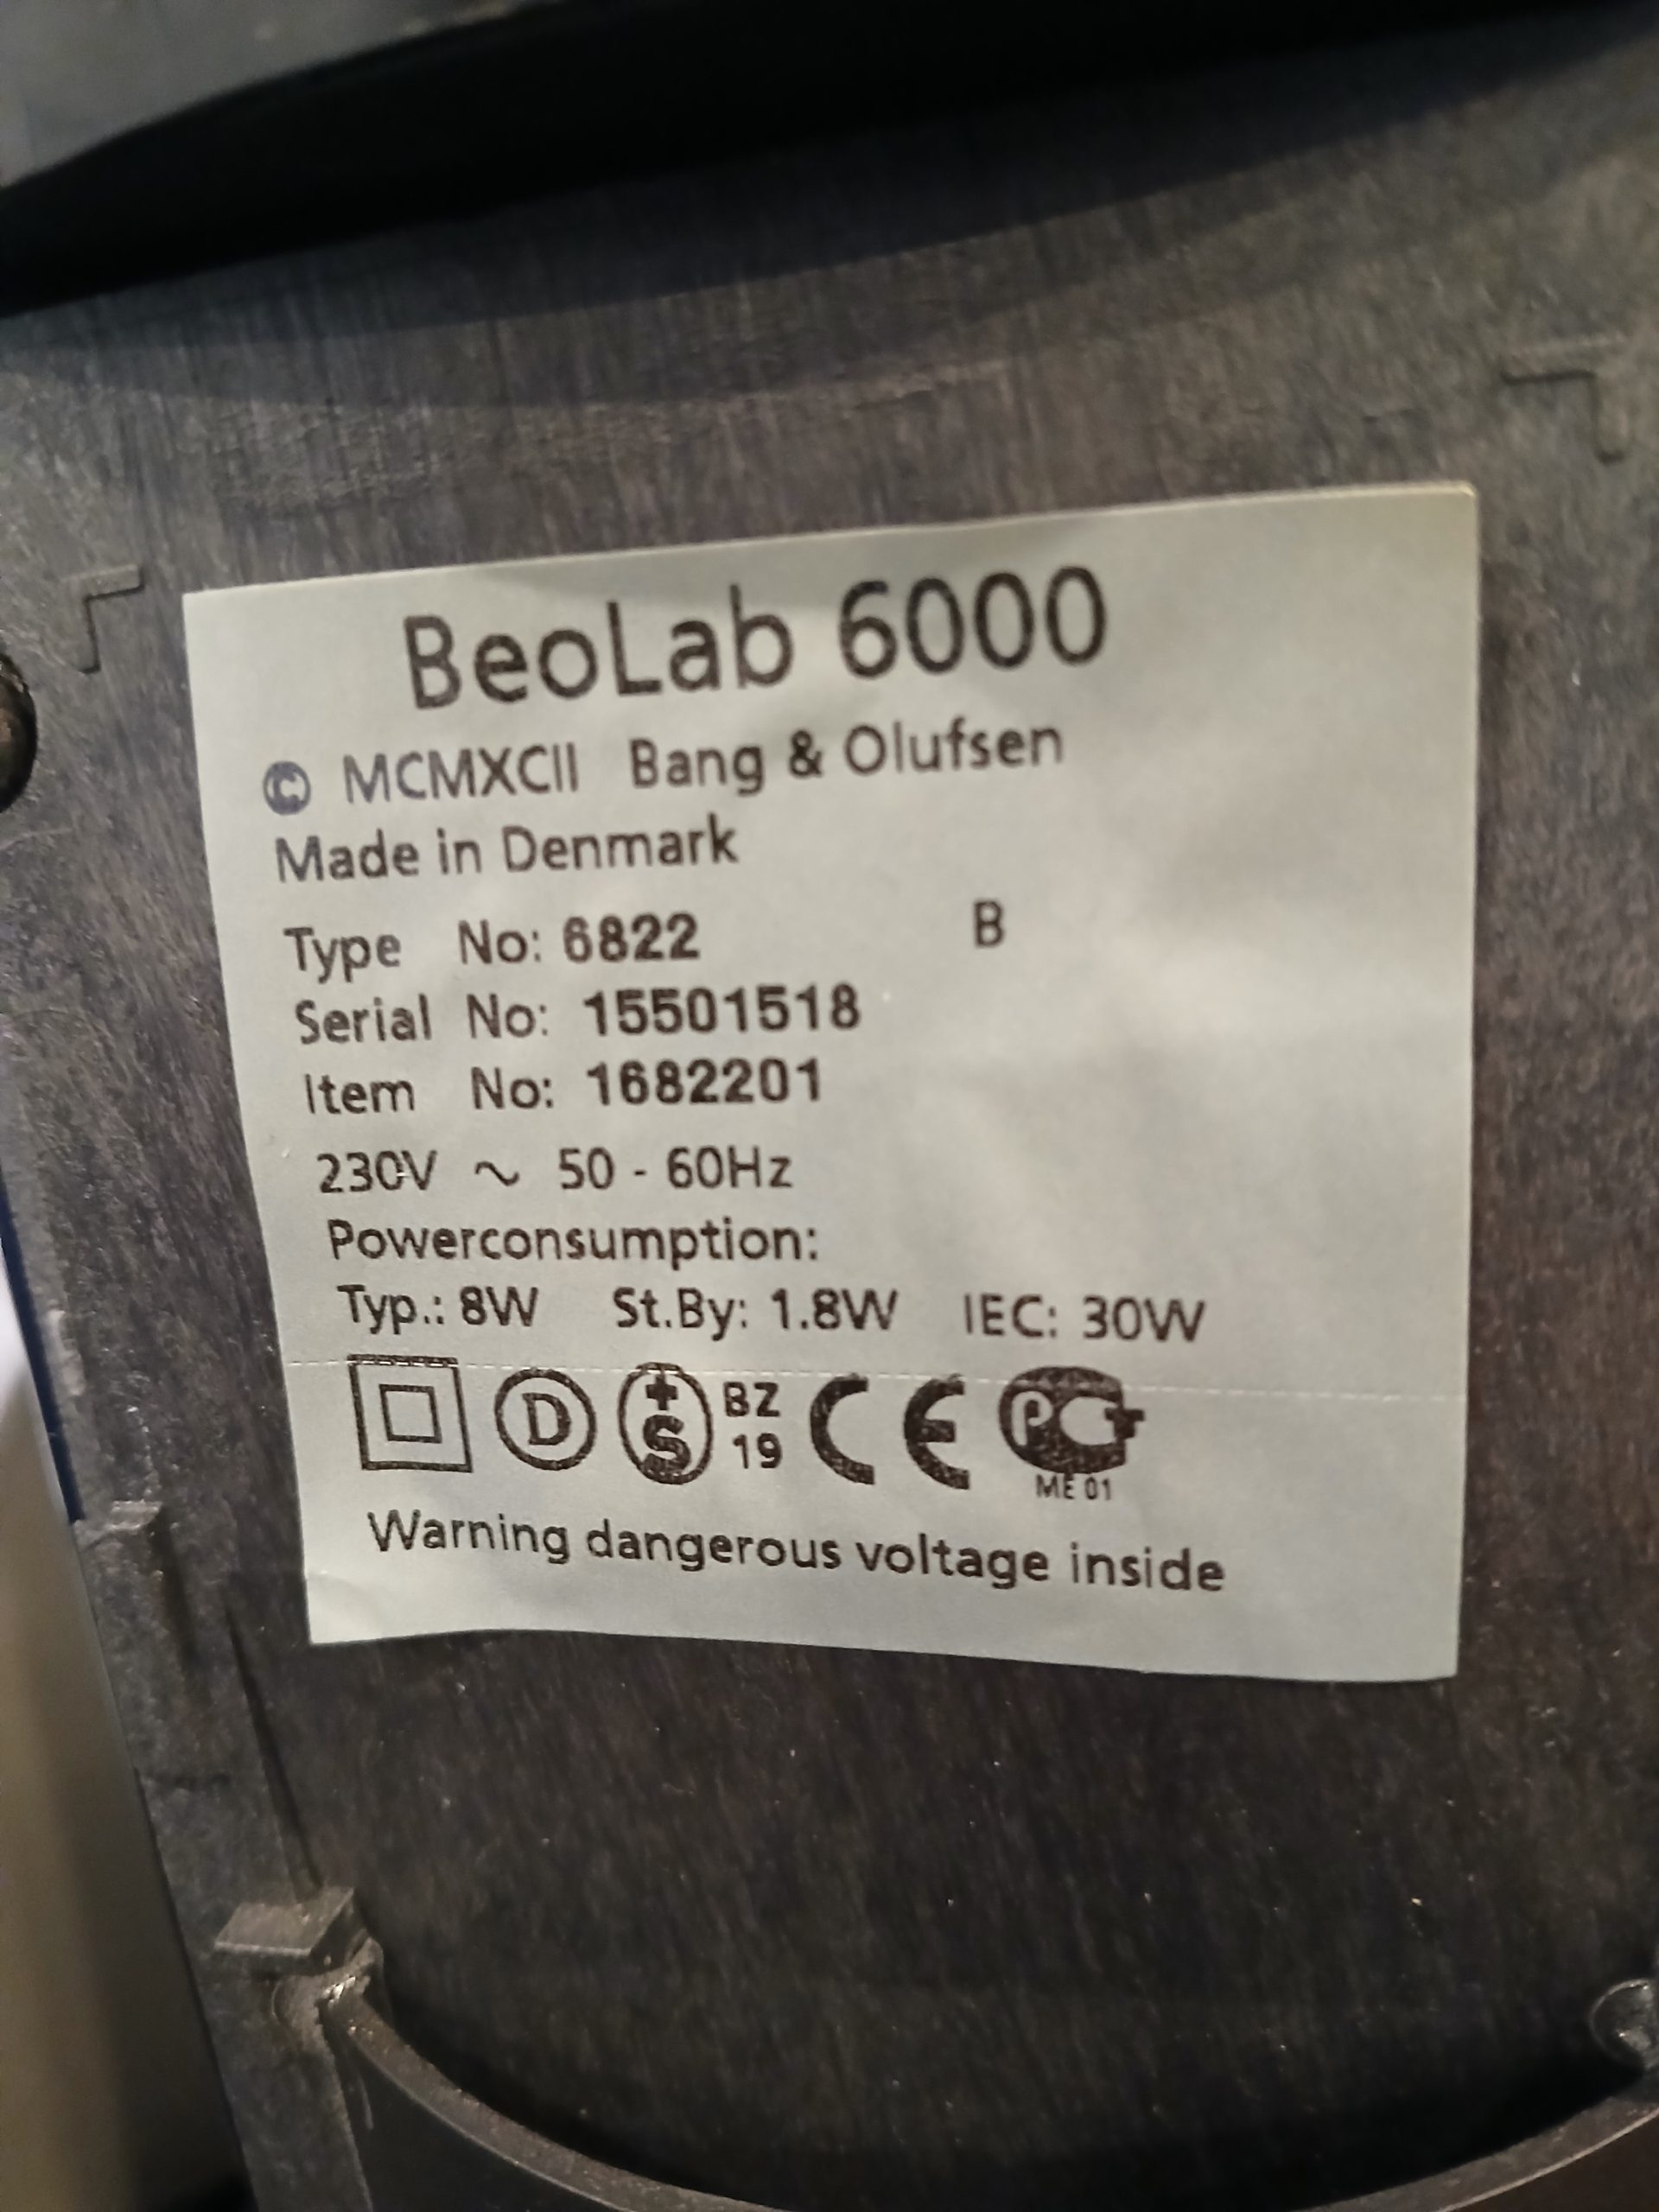 BeoLab 6000
© MCMXCII Bang & Olufsen
Made in Denmark
Type No: 6822 B
Serial No: 15501518
Item No: 1682201
230V ~ 50 - 60Hz
Powerconsumption:
Typ.: 8W St.By: 1.8W IEC: 30W
D +S BZ 19 CE PCT ME 01
Warning dangerous voltage inside